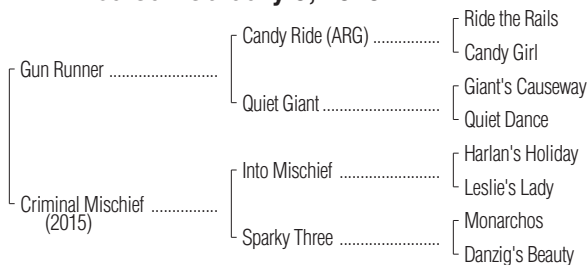 Ride the Rails
Candy Ride (ARG) ....................
Candy Girl
Gun Runner ...........................
Giant's Causeway
Quiet Giant .............................
Quiet Dance
Harlan's Holiday
Into Mischief .........................
Leslie's Lady
Criminal Mischief .................
(2015)
Monarchos
Sparky Three .........................
Danzig's Beauty